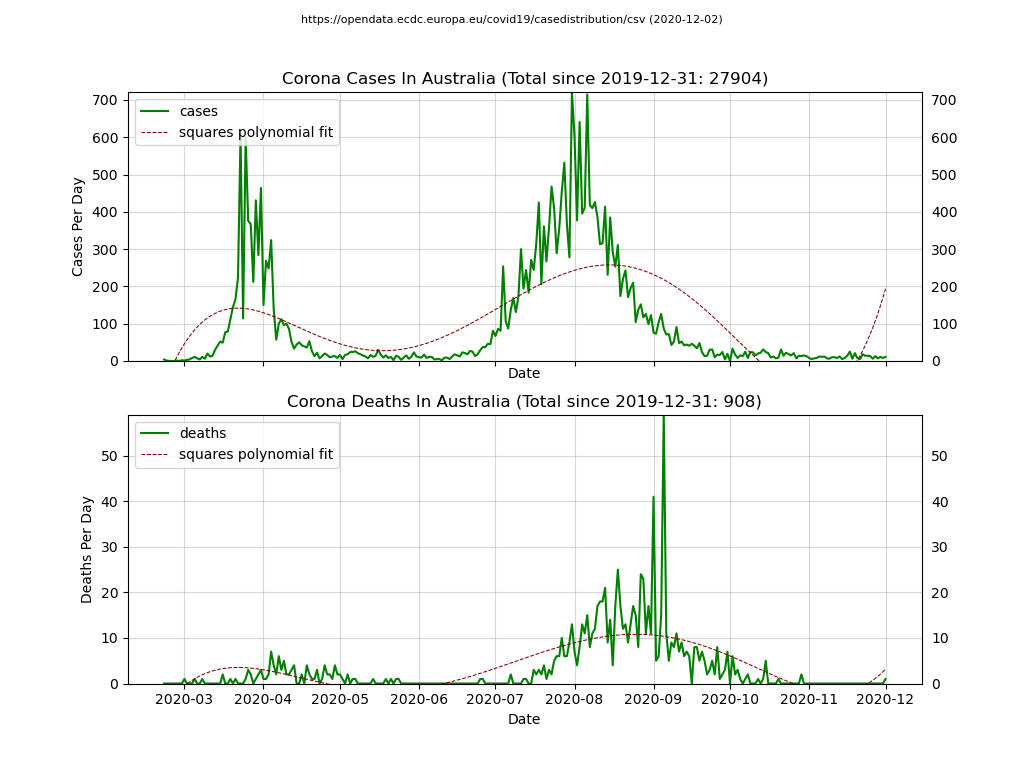 https://opendata.ecdc.europa.eu/covid19/casedistribution/csv (2020-12-02)
Corona Cases In Australia (Total since 2019-12-31: 27904)
cases
squares polynomial fit
Cases Per Day
700
600
500
400
300
200
100
0
700
600
500
400
300
200
100
0
Date
Corona Deaths In Australia (Total since 2019-12-31: 908)
deaths
squares polynomial fit
Deaths Per Day
50
40
30
20
10
0
50
40
30
20
10
0
2020-03 2020-04 2020-05 2020-06 2020-07 2020-08 2020-09 2020-10 2020-11 2020-12
Date